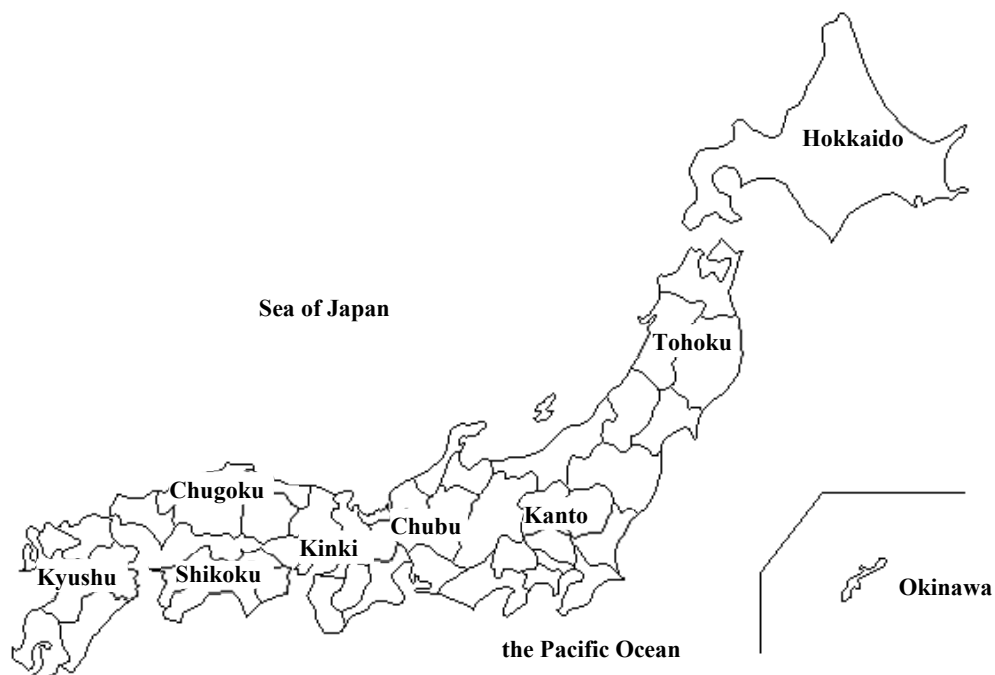 Hokkaido
Sea of Japan
Tohoku
Chugoku
Chubu
Kanto
Kinki
Kyushu
Shikoku
Okinawa
the Pacific Ocean